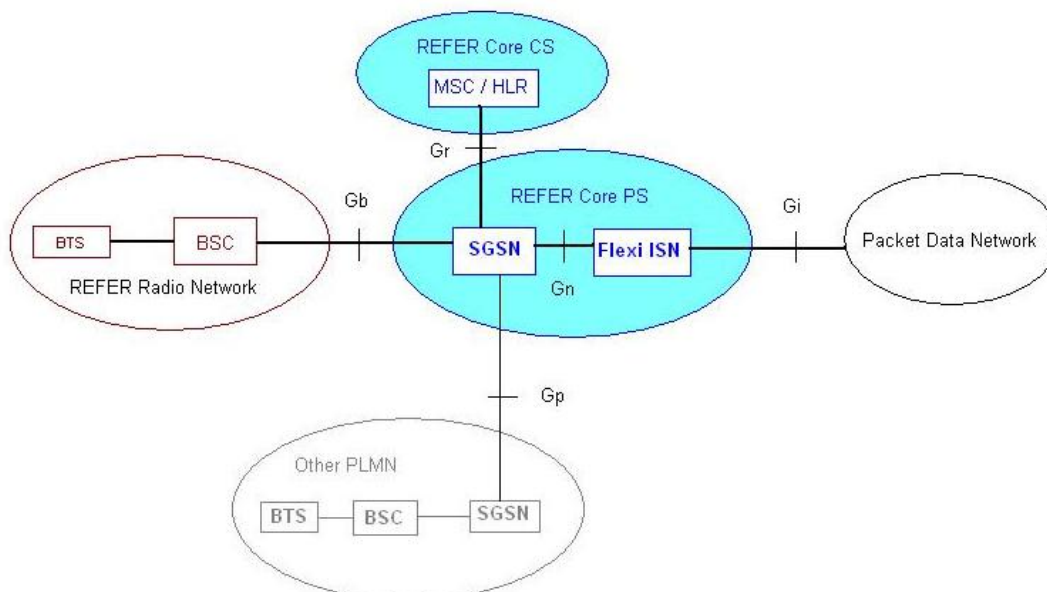 REFER Core CS
MSC / HLR
Gr
REFER Core PS
Gb
Gi
BTS
BSC
SGSN
Flexi ISN
Packet Data Network
Gn
REFER Radio Network
Gp
Other PLMN
BTS
BSC
SGSN